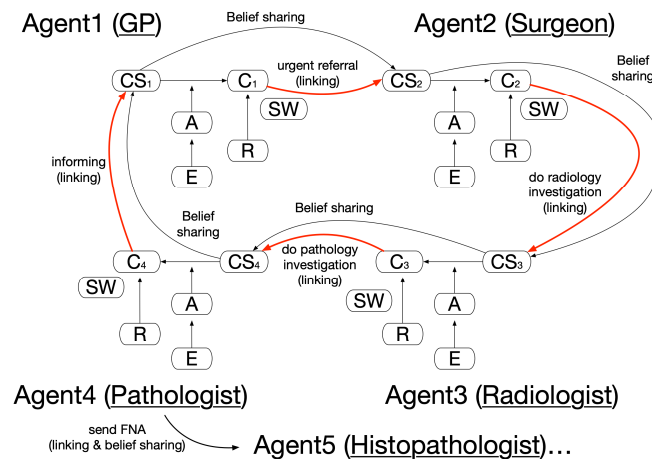 Agent1 (GP)
Belief sharing
Agent2 (Surgeon)
CS1
C1
urgent referral
(linking)
CS2
C2
Belief
sharing
SW
SW
A
A
R
R
E
E
informing
(linking)
do radiology
investigation
(linking)
Belief
sharing
Belief sharing
C4
CS4
do pathology
investigation
(linking)
C3
CS3
SW
SW
A
A
R
R
E
E
Agent4 (Pathologist)
Agent3 (Radiologist)
send FNA
(linking & belief sharing)
Agent5 (Histopathologist)…